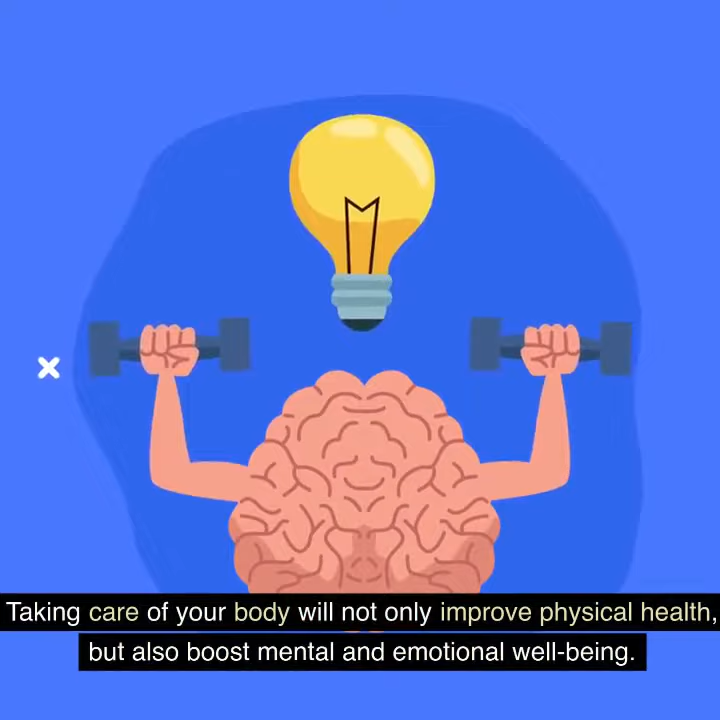 Taking care of your body will not only improve physical health,
but also boost mental and emotional well-being.